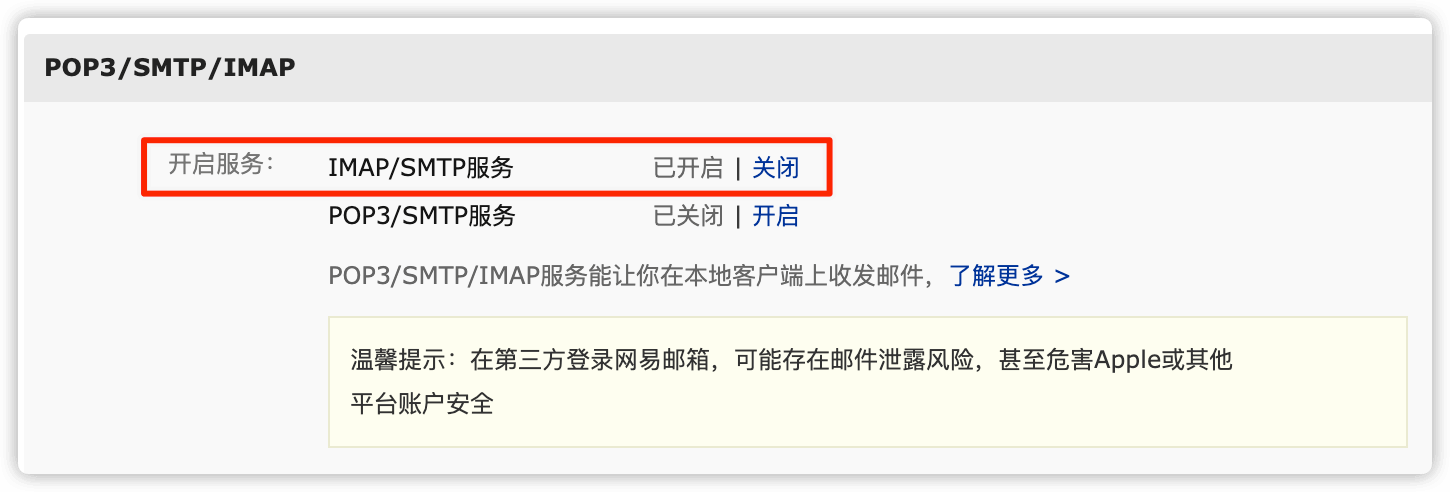 POP3/SMTP/IMAP
开启服务: IMAP/SMTP服务 已开启 | 关闭
POP3/SMTP服务 已关闭 | 开启
POP3/SMTP/IMAP服务能让你在本地客户端上收发邮件，了解更多 >
温馨提示：在第三方登录网易邮箱，可能存在邮件泄露风险，甚至危害Apple或其他
平台账户安全